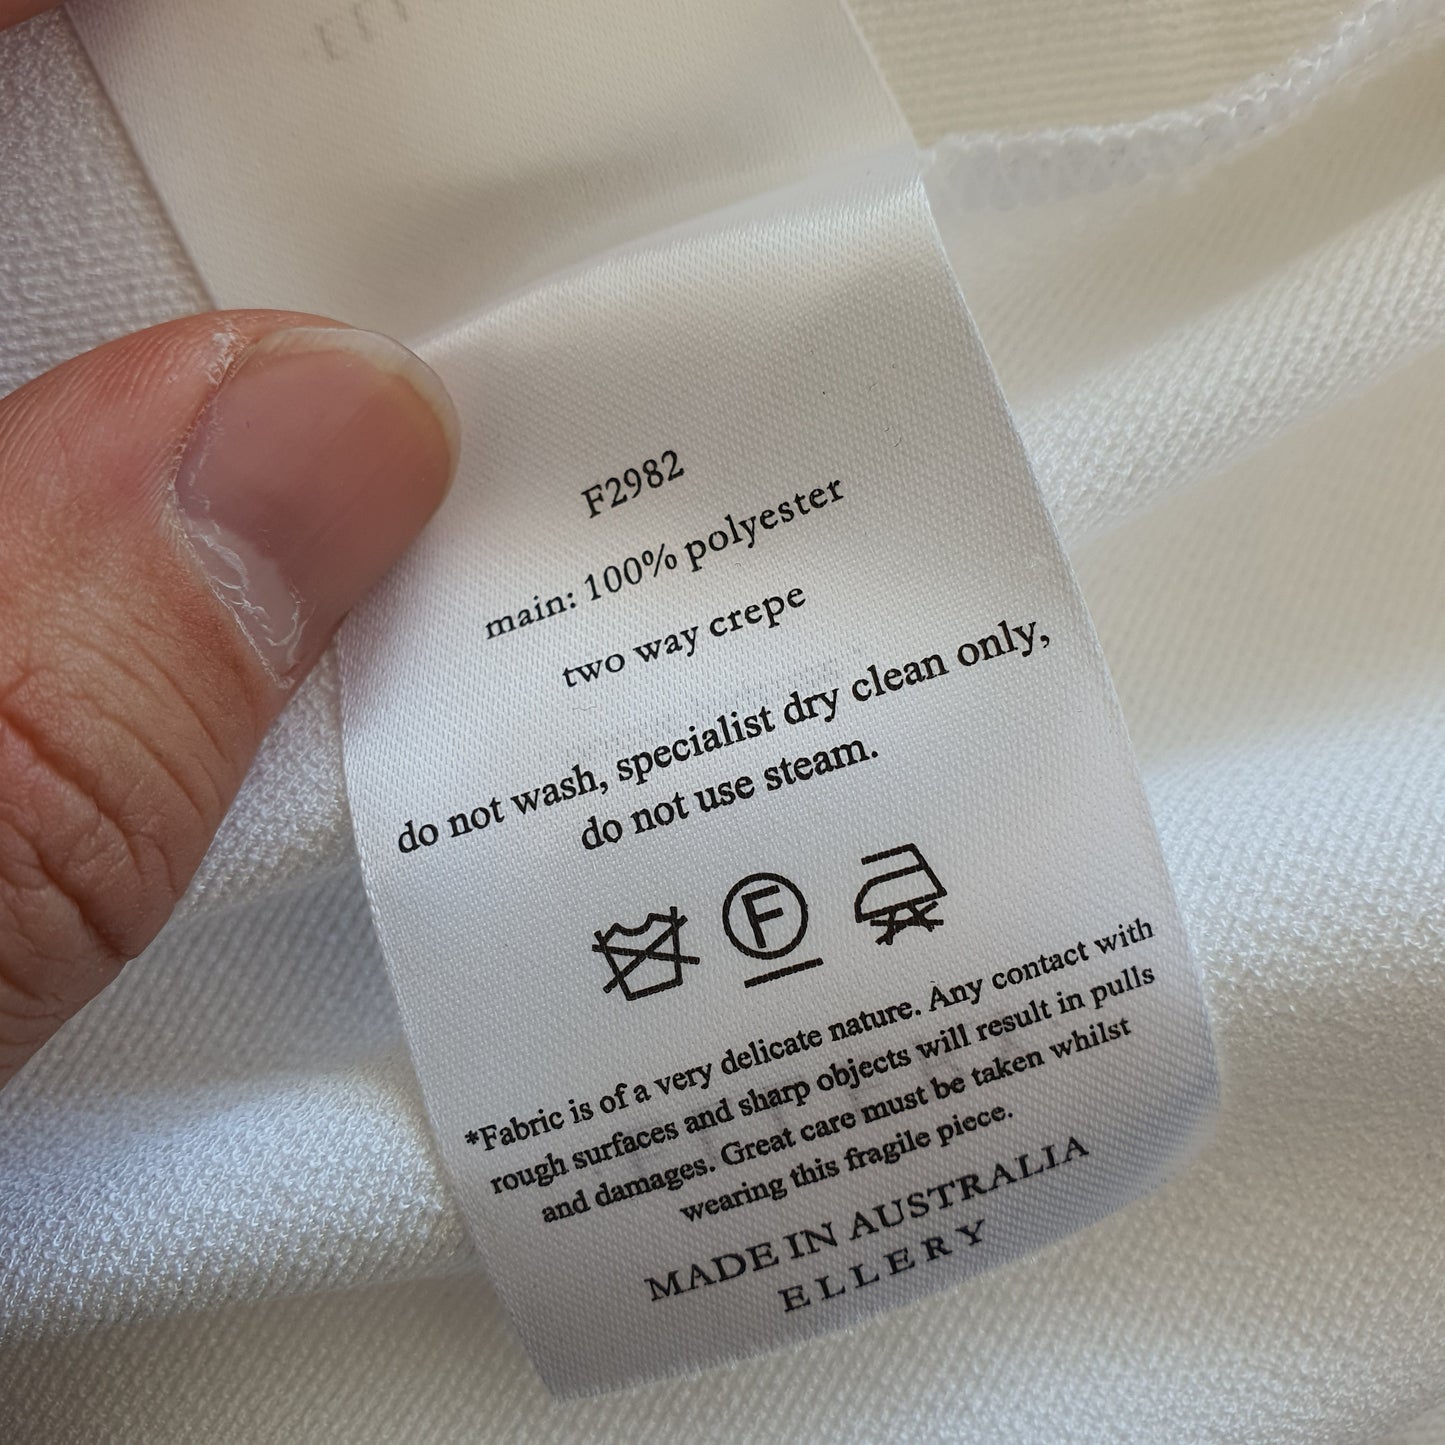 F2982
main: 100% polyester
two way crepe
do not wash, specialist dry clean only,
do not use steam.
F
*Fabric is of a very delicate nature. Any contact with
rough surfaces and sharp objects will result in pulls
and damages. Great care must be taken whilst
wearing this fragile piece.
MADE IN AUSTRALIA
ELLERY